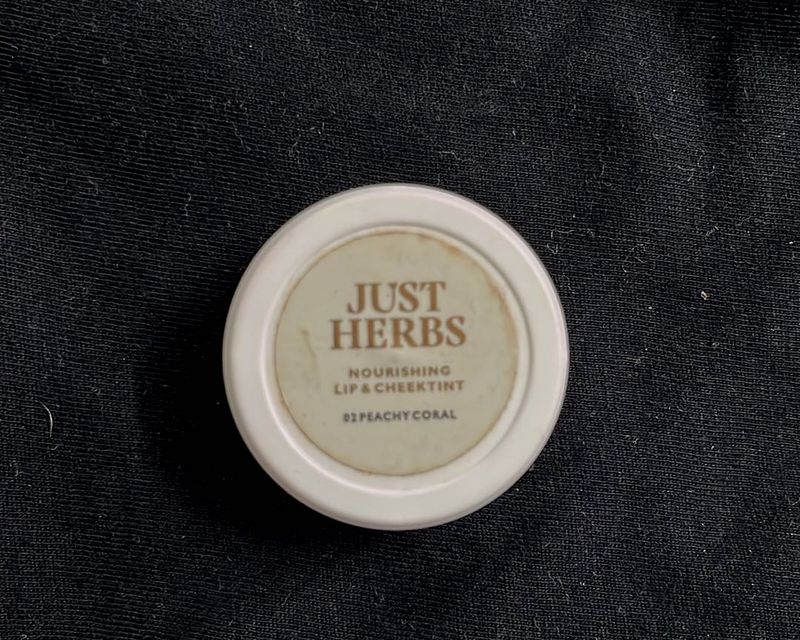 JUST
HERBS
NOURISHING
LIP & CHEEKTINT
02 PEACHY CORAL